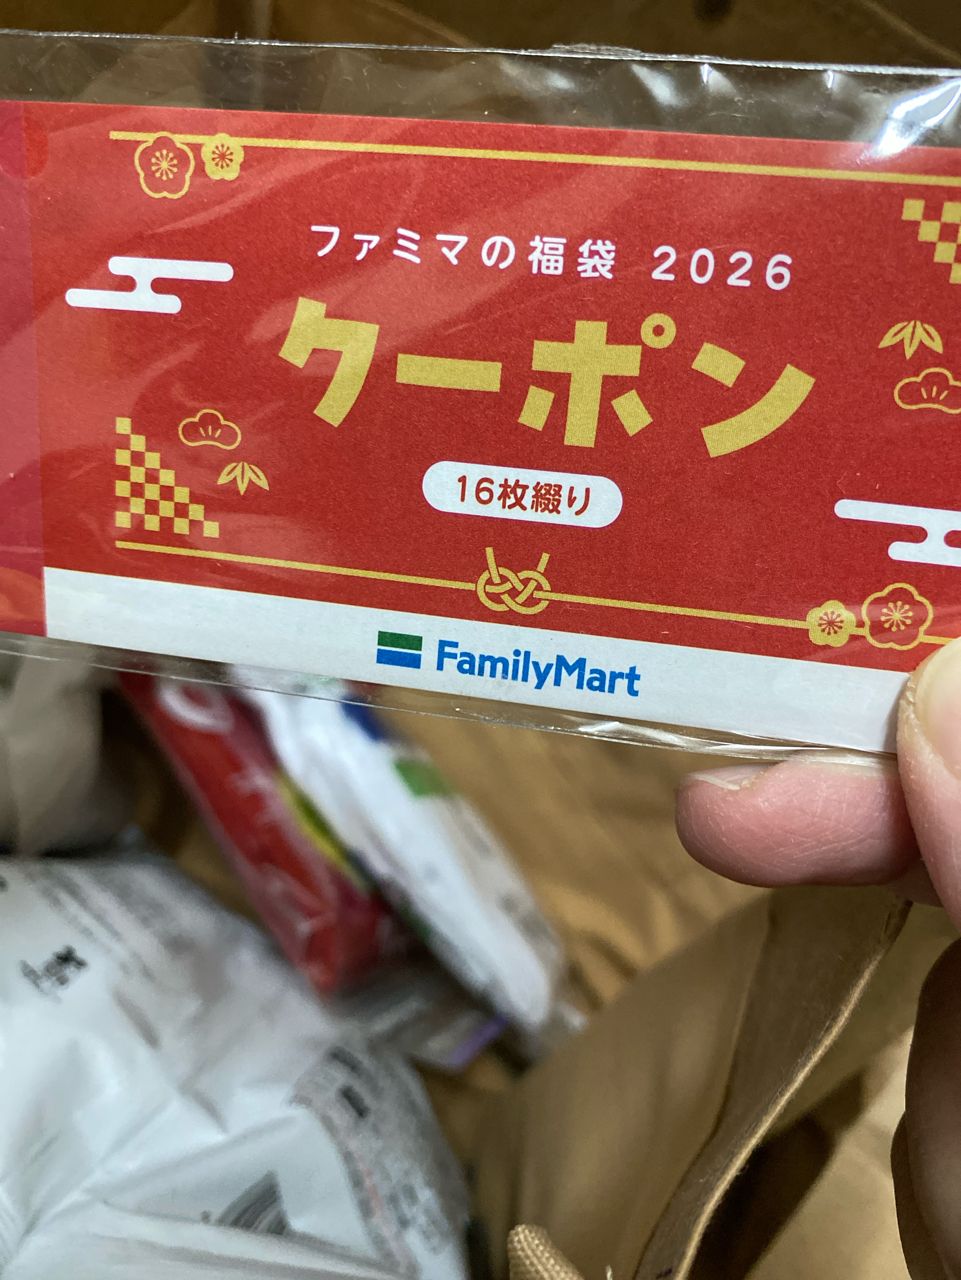 ファミマの福袋 2026
クーポン
16枚綴り
FamilyMart